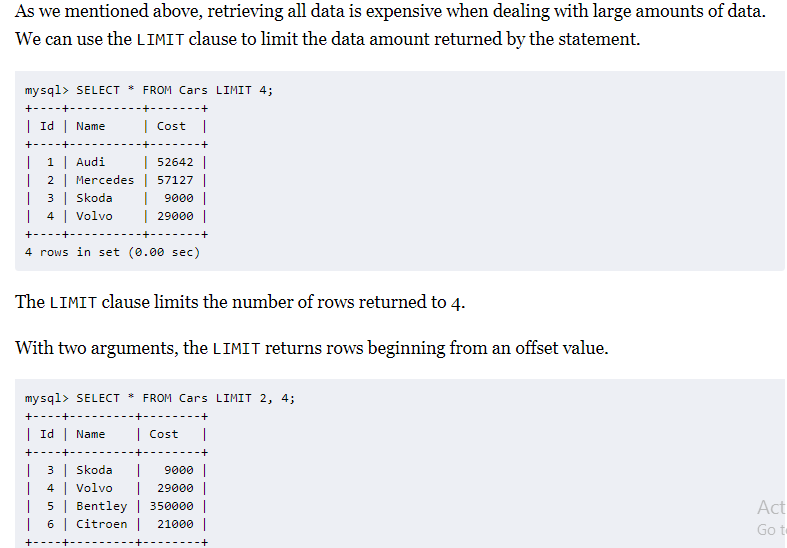 As we mentioned above, retrieving all data is expensive when dealing with large amounts of data.
We can use the LIMIT clause to limit the data amount returned by the statement.
mysql> SELECT * FROM Cars LIMIT 4;
+----+----------+-------+
| Id | Name     | Cost  |
+----+----------+-------+
|  1 | Audi     | 52642 |
|  2 | Mercedes | 57127 |
|  3 | Skoda    |  9000 |
|  4 | Volvo    | 29000 |
+----+----------+-------+
4 rows in set (0.00 sec)
The LIMIT clause limits the number of rows returned to 4.
With two arguments, the LIMIT returns rows beginning from an offset value.
mysql> SELECT * FROM Cars LIMIT 2, 4;
+----+---------+--------+
| Id | Name    | Cost   |
+----+---------+--------+
|  3 | Skoda   |   9000 |
|  4 | Volvo   |  29000 |
|  5 | Bentley | 350000 |
|  6 | Citroen |  21000 |
+----+---------+--------+
Act
Go t